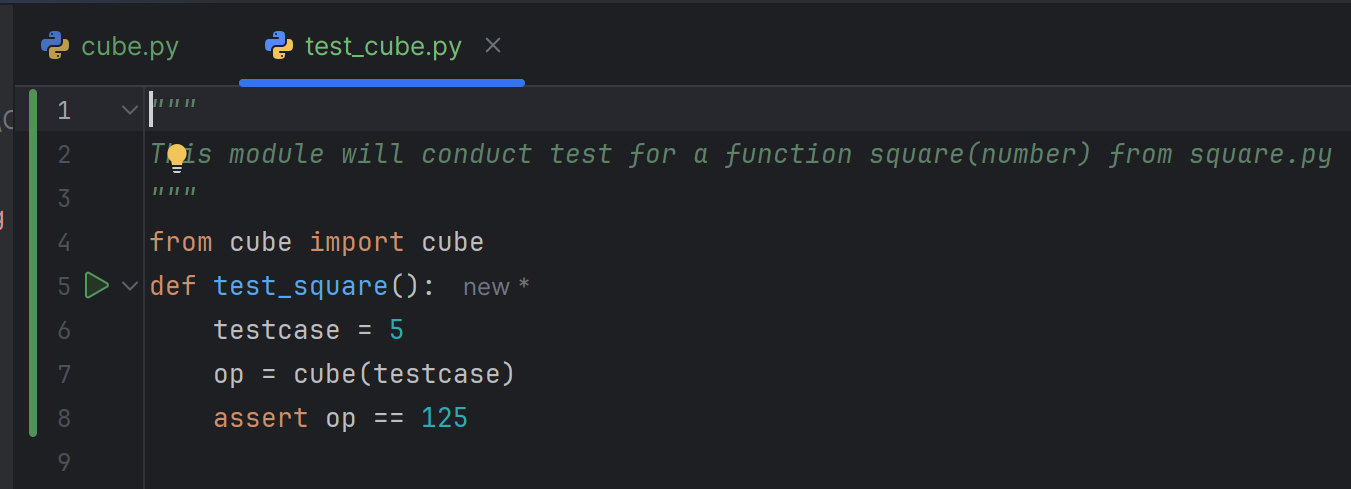 cube.py test_cube.py
1 """
2 This module will conduct test for a function square(number) from square.py
3 """
4 from cube import cube
5 def test_square(): new *
6 testcase = 5
7 op = cube(testcase)
8 assert op == 125
9